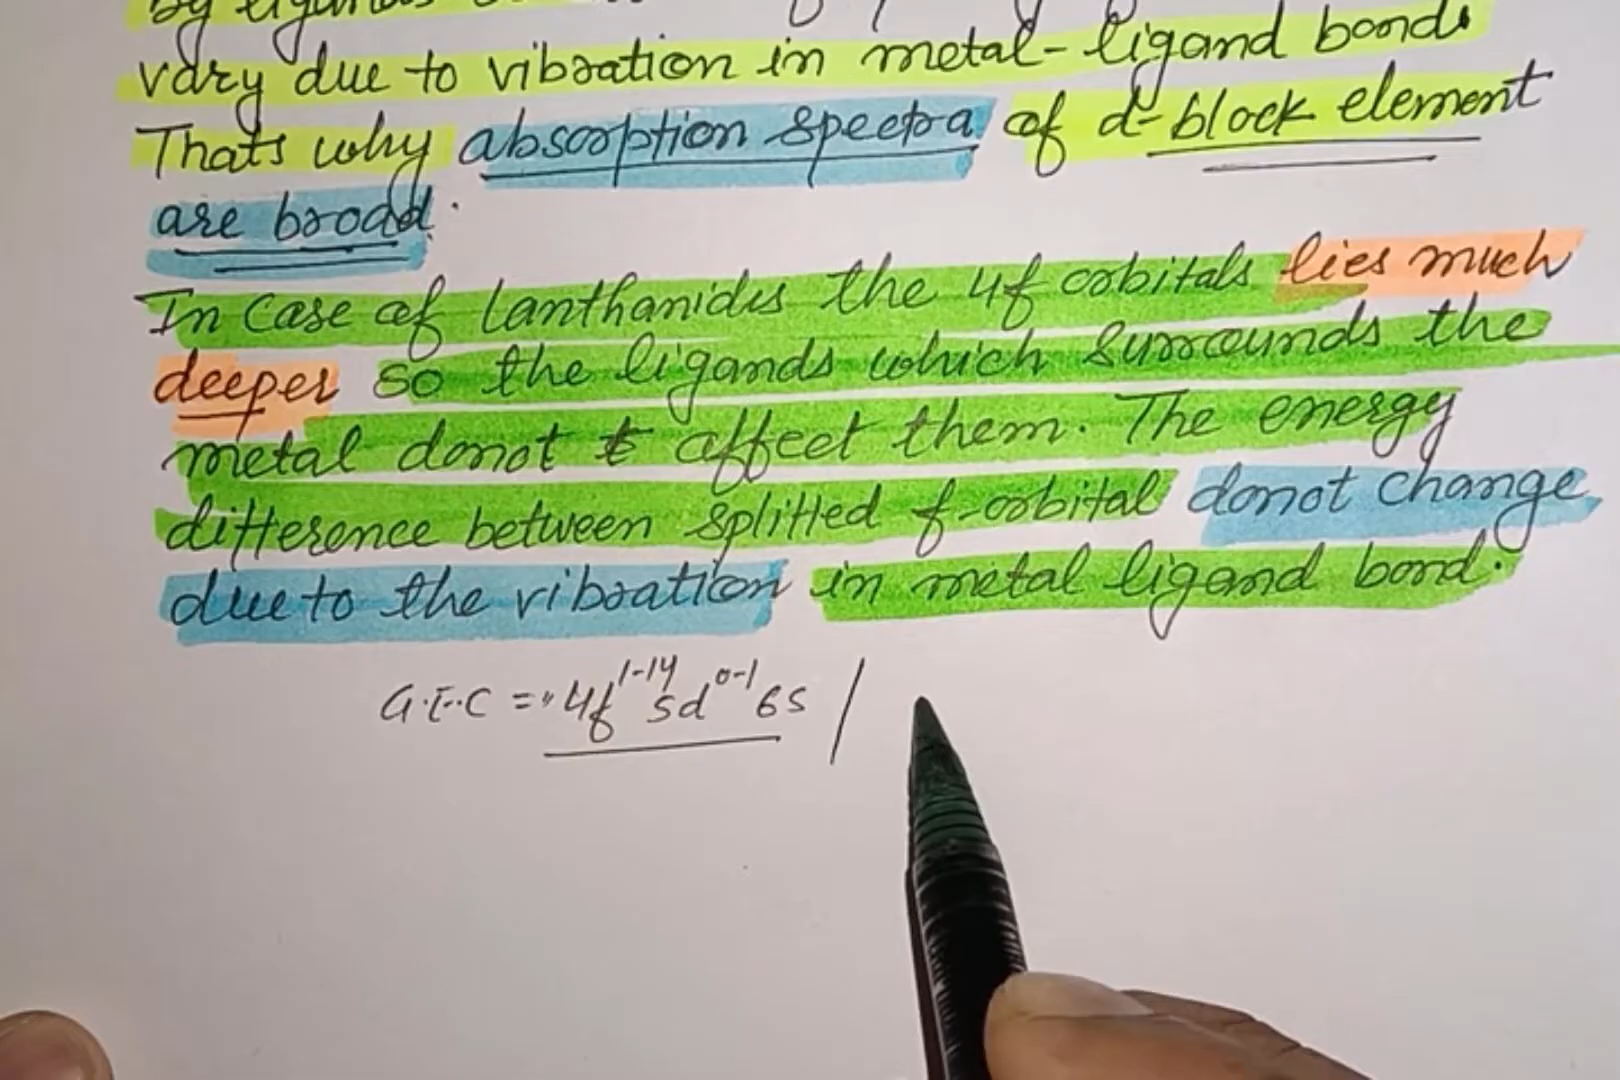 by ligands
vary due to vibration in metal-ligand bond.
Thats why absorption spectra of d-block element
are broad.
In case of lanthanides the 4f orbitals lies much
deeper so the ligands which surrounds the
metal donot affect them. The energy
difference between splitted f-orbital donot change
due to the vibration in metal ligand bond.
G.E.C = 4f¹⁻¹⁴ 5d⁰⁻¹ 6s /